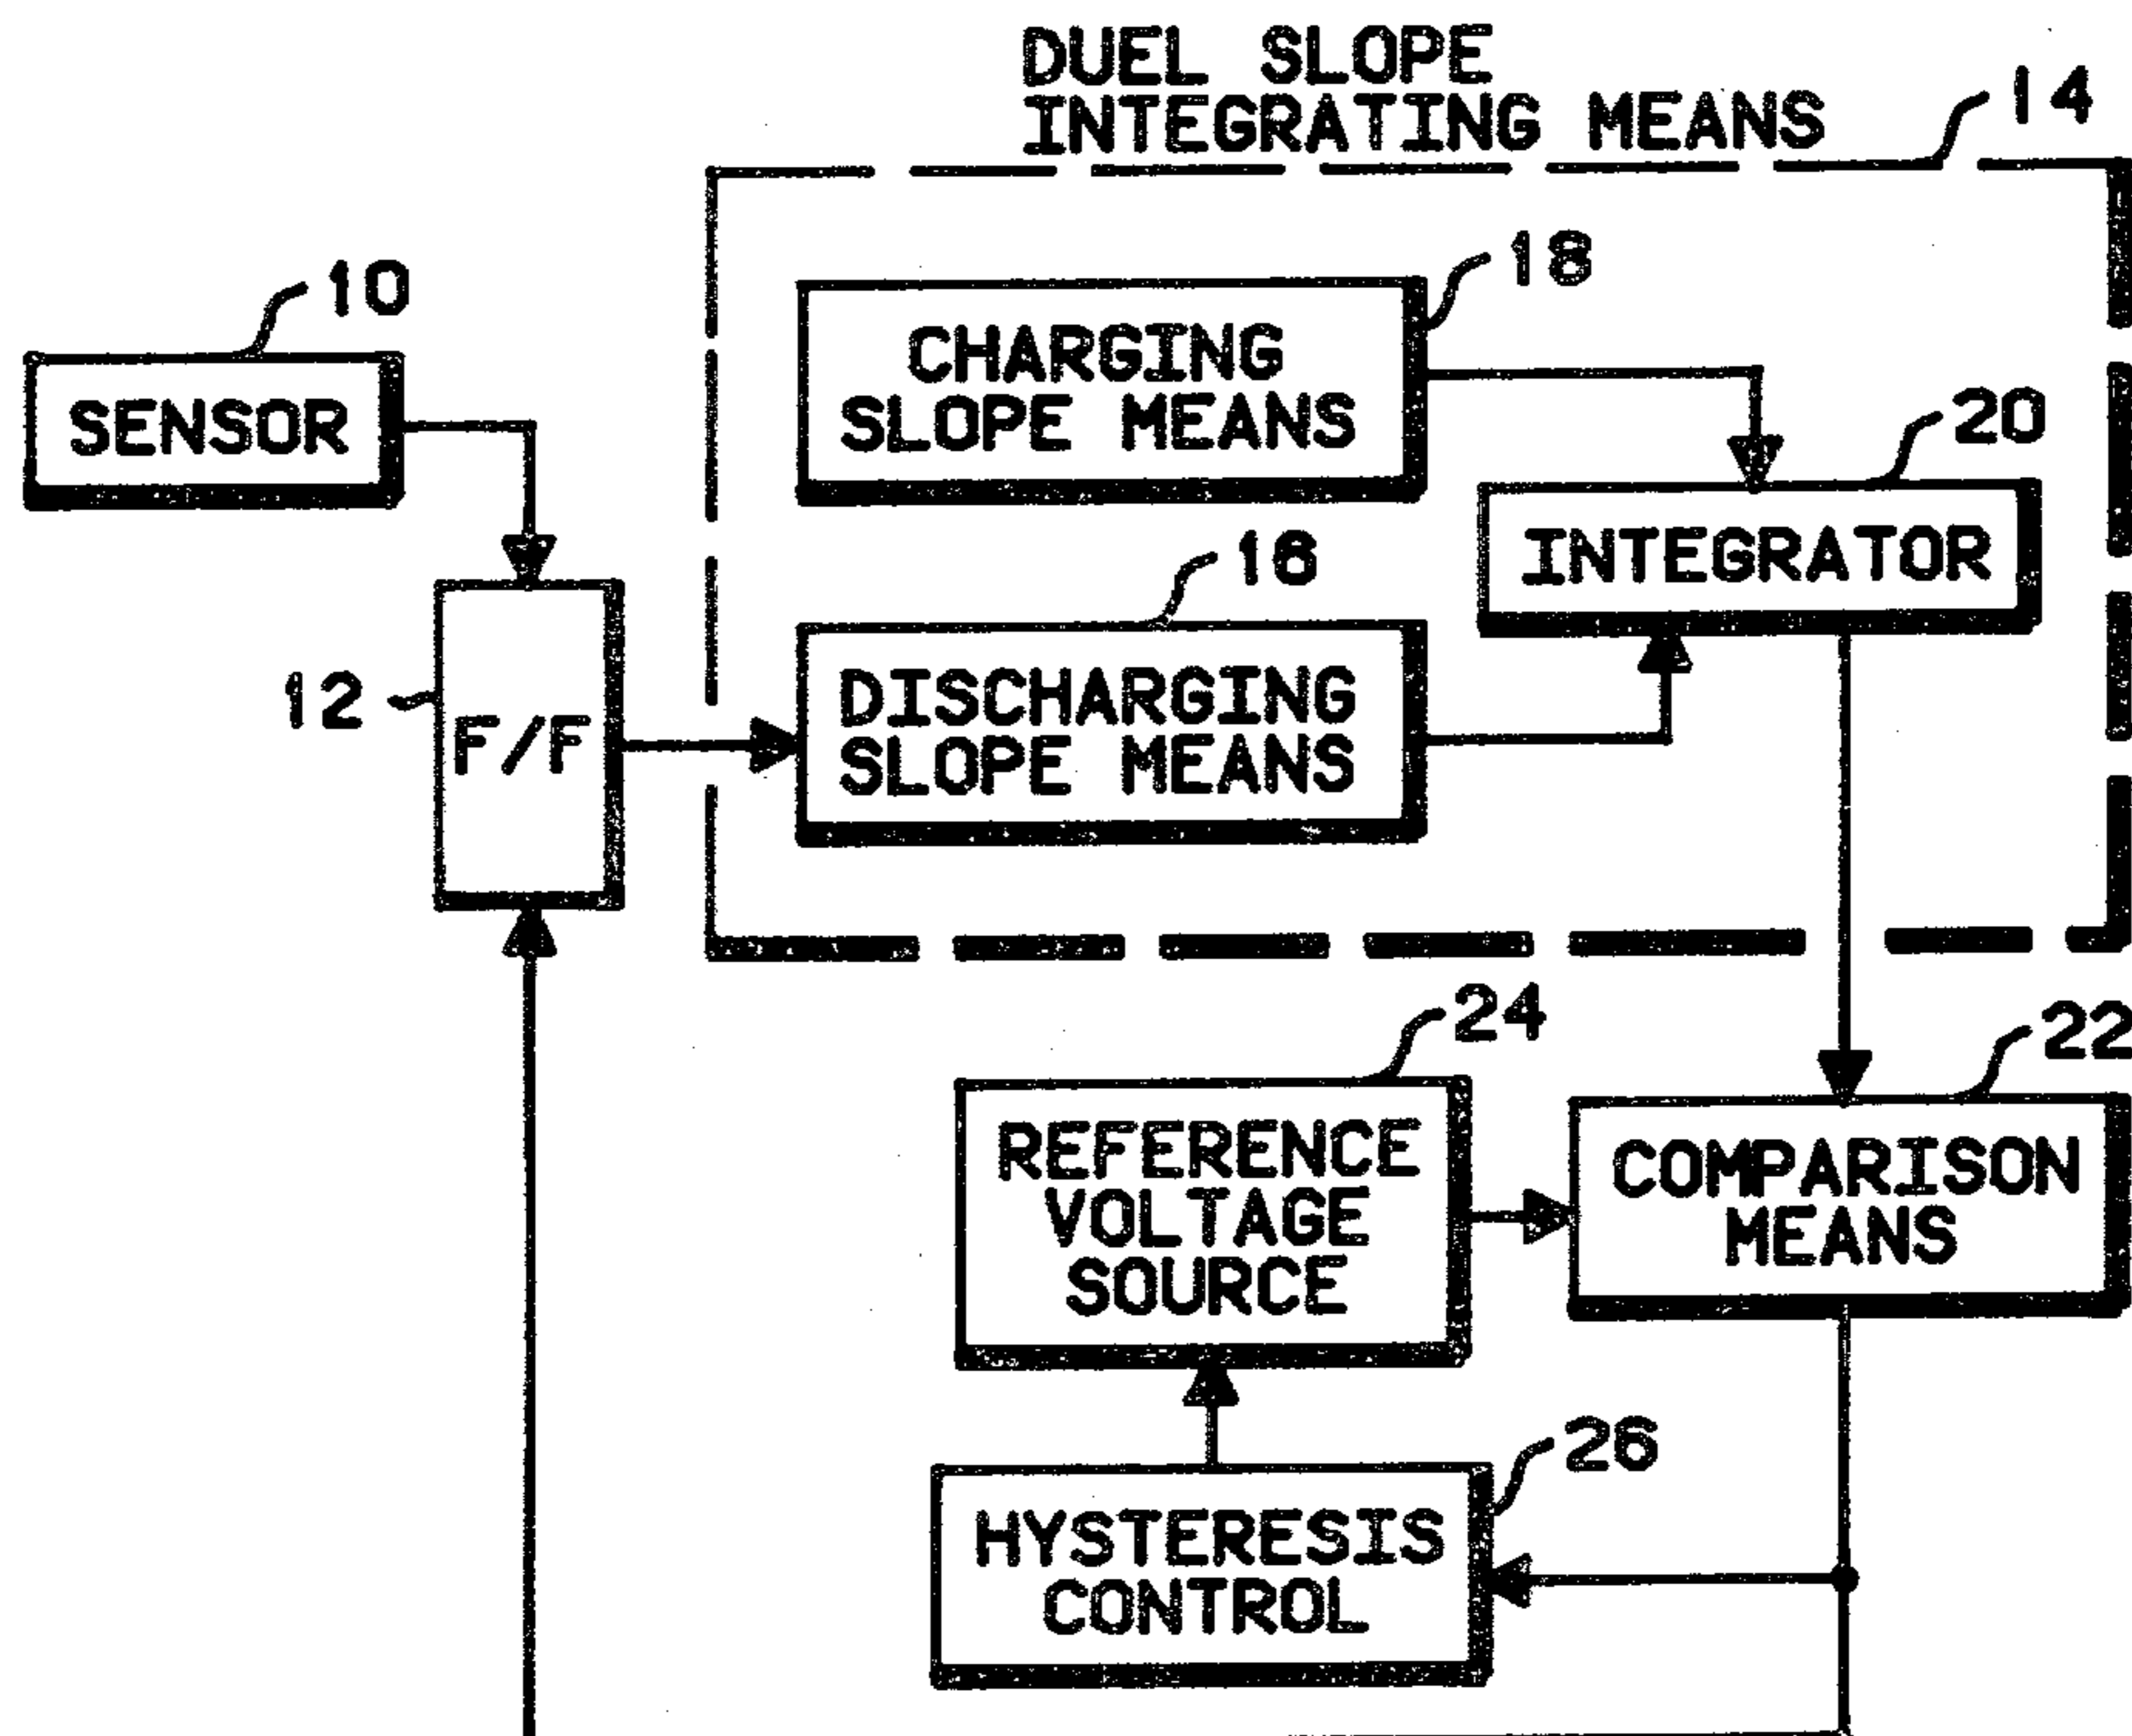 DUEL SLOPE
INTEGRATING MEANS
14
18
10
CHARGING
SLOPE MEANS
SENSOR
20
INTEGRATOR
16
12
F/F
DISCHARGING
SLOPE MEANS
24
22
REFERENCE
VOLTAGE
SOURCE
COMPARISON
MEANS
26
HYSTERESIS
CONTROL